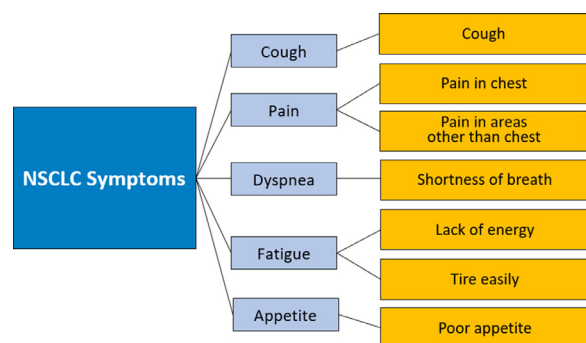 NSCLC Symptoms
Cough
Cough
Pain
Pain in chest
Pain in areas
other than chest
Dyspnea
Shortness of breath
Fatigue
Lack of energy
Tire easily
Appetite
Poor appetite